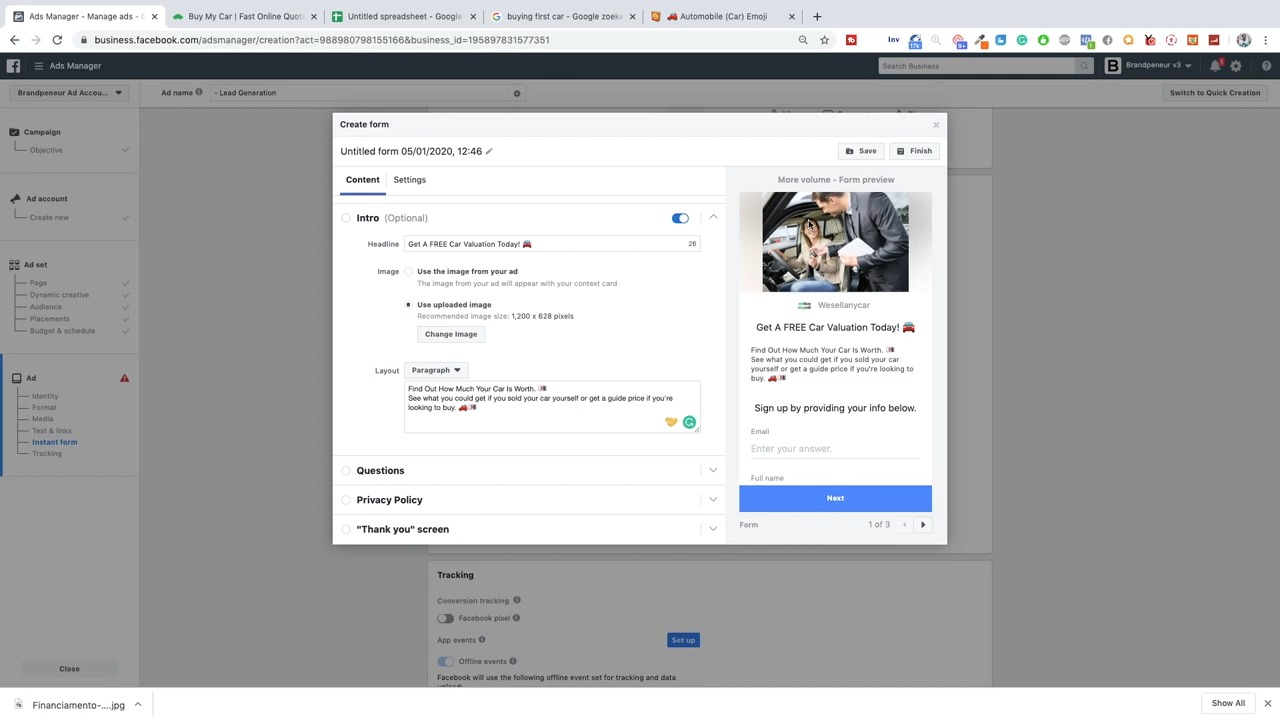 Ads Manager - Manage ads - C
Buy My Car | Fast Online Quot
Untitled spreadsheet - Google
buying first car - Google zoeke
🚗 Automobile (Car) Emoji
business.facebook.com/adsmanager/creation?act=988980798155166&business_id=195897831577351
Ads Manager
Search Business
Brandpeneur v3
Brandpeneur Ad Accou...
Ad name
- Lead Generation
Switch to Quick Creation
Campaign
Objective
Ad account
Create new
Ad set
Page
Dynamic creative
Audience
Placements
Budget & schedule
Ad
Identity
Format
Media
Text & links
Instant form
Tracking
Close
Create form
Untitled form 05/01/2020, 12:46
Save
Finish
Content
Settings
Intro (Optional)
Headline
Get A FREE Car Valuation Today! 🚘
26
Image
Use the image from your ad
The image from your ad will appear with your context card
Use uploaded image
Recommended image size: 1,200 x 628 pixels
Change Image
Layout
Paragraph
Find Out How Much Your Car Is Worth.
See what you could get if you sold your car yourself or get a guide price if you're
looking to buy. 🚗
Questions
Privacy Policy
"Thank you" screen
More volume - Form preview
Wesellanycar
Get A FREE Car Valuation Today! 🚘
Find Out How Much Your Car Is Worth.
See what you could get if you sold your car
yourself or get a guide price if you're looking to
buy. 🚗
Sign up by providing your info below.
Email
Enter your answer.
Full name
Next
Form
1 of 3
Tracking
Conversion tracking
Facebook pixel
App events
Set up
Offline events
Facebook will use the following offline event set for tracking and data
Financiamento-....jpg
Show All